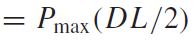 = P_max (DL/2)